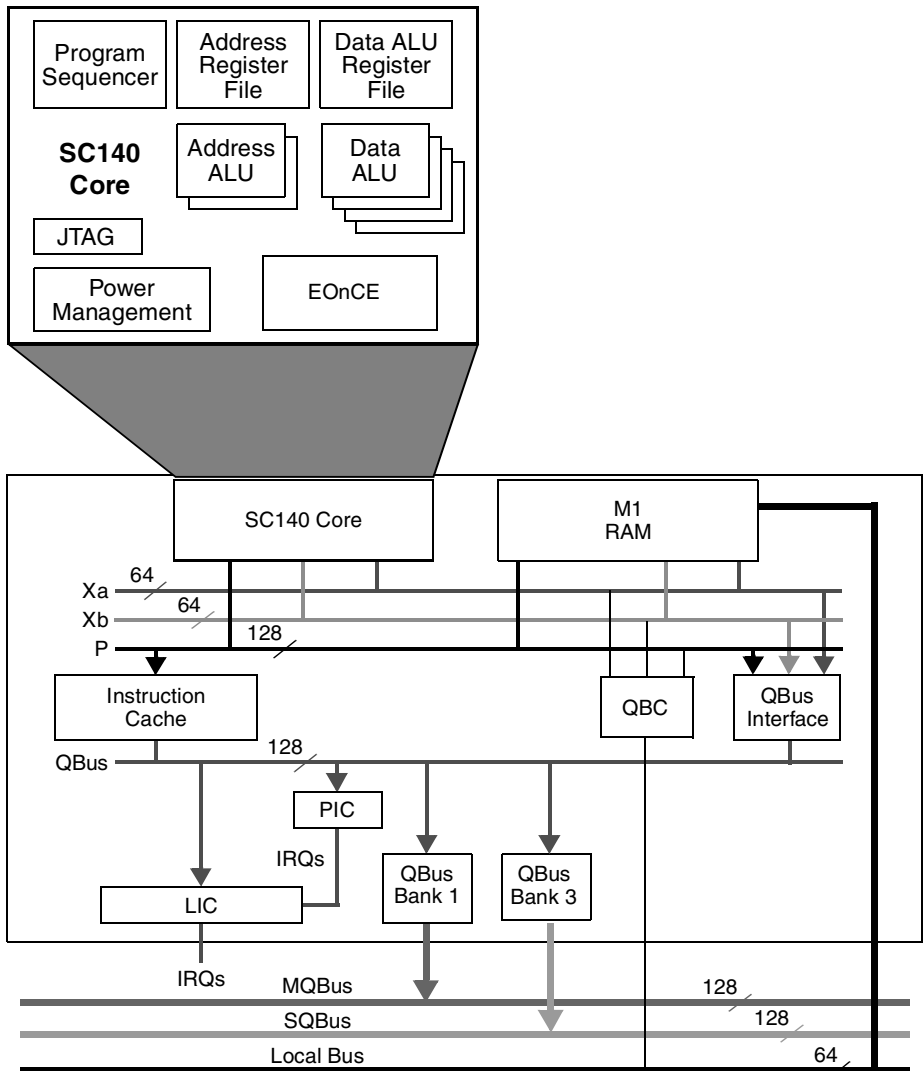 Program
Sequencer
Address
Register
File
Data ALU
Register
File
SC140
Core
Address
ALU
Data
ALU
JTAG
Power
Management
EOnCE
SC140 Core
M1
RAM
Xa
64
Xb
64
P
128
Instruction
Cache
QBC
QBus
Interface
QBus
128
PIC
IRQs
QBus
Bank 1
QBus
Bank 3
LIC
IRQs
MQBus
128
SQBus
128
Local Bus
64